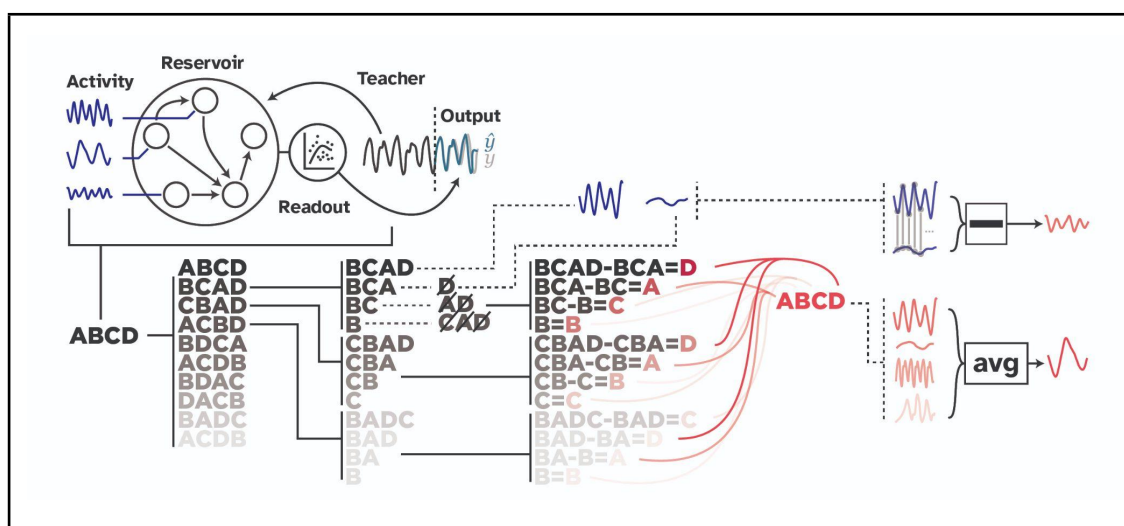 Reservoir
Activity
Teacher
Output
ŷ
y
Readout
ABCD
ABCD
BCAD
CBAD
ACBD
BDCA
ACDB
BDAC
DACB
BADC
ACDB
BCAD
BCA
BC
B
D
AD
CAD
CBAD
CBA
CB
C
BADC
BAD
BA
B
BCAD-BCA=D
BCA-BC=A
BC-B=C
B=B
CBAD-CBA=D
CBA-CB=A
CB-C=B
C=C
BADC-BAD=C
BAD-BA=D
BA-B=A
B=B
ABCD
...
avg